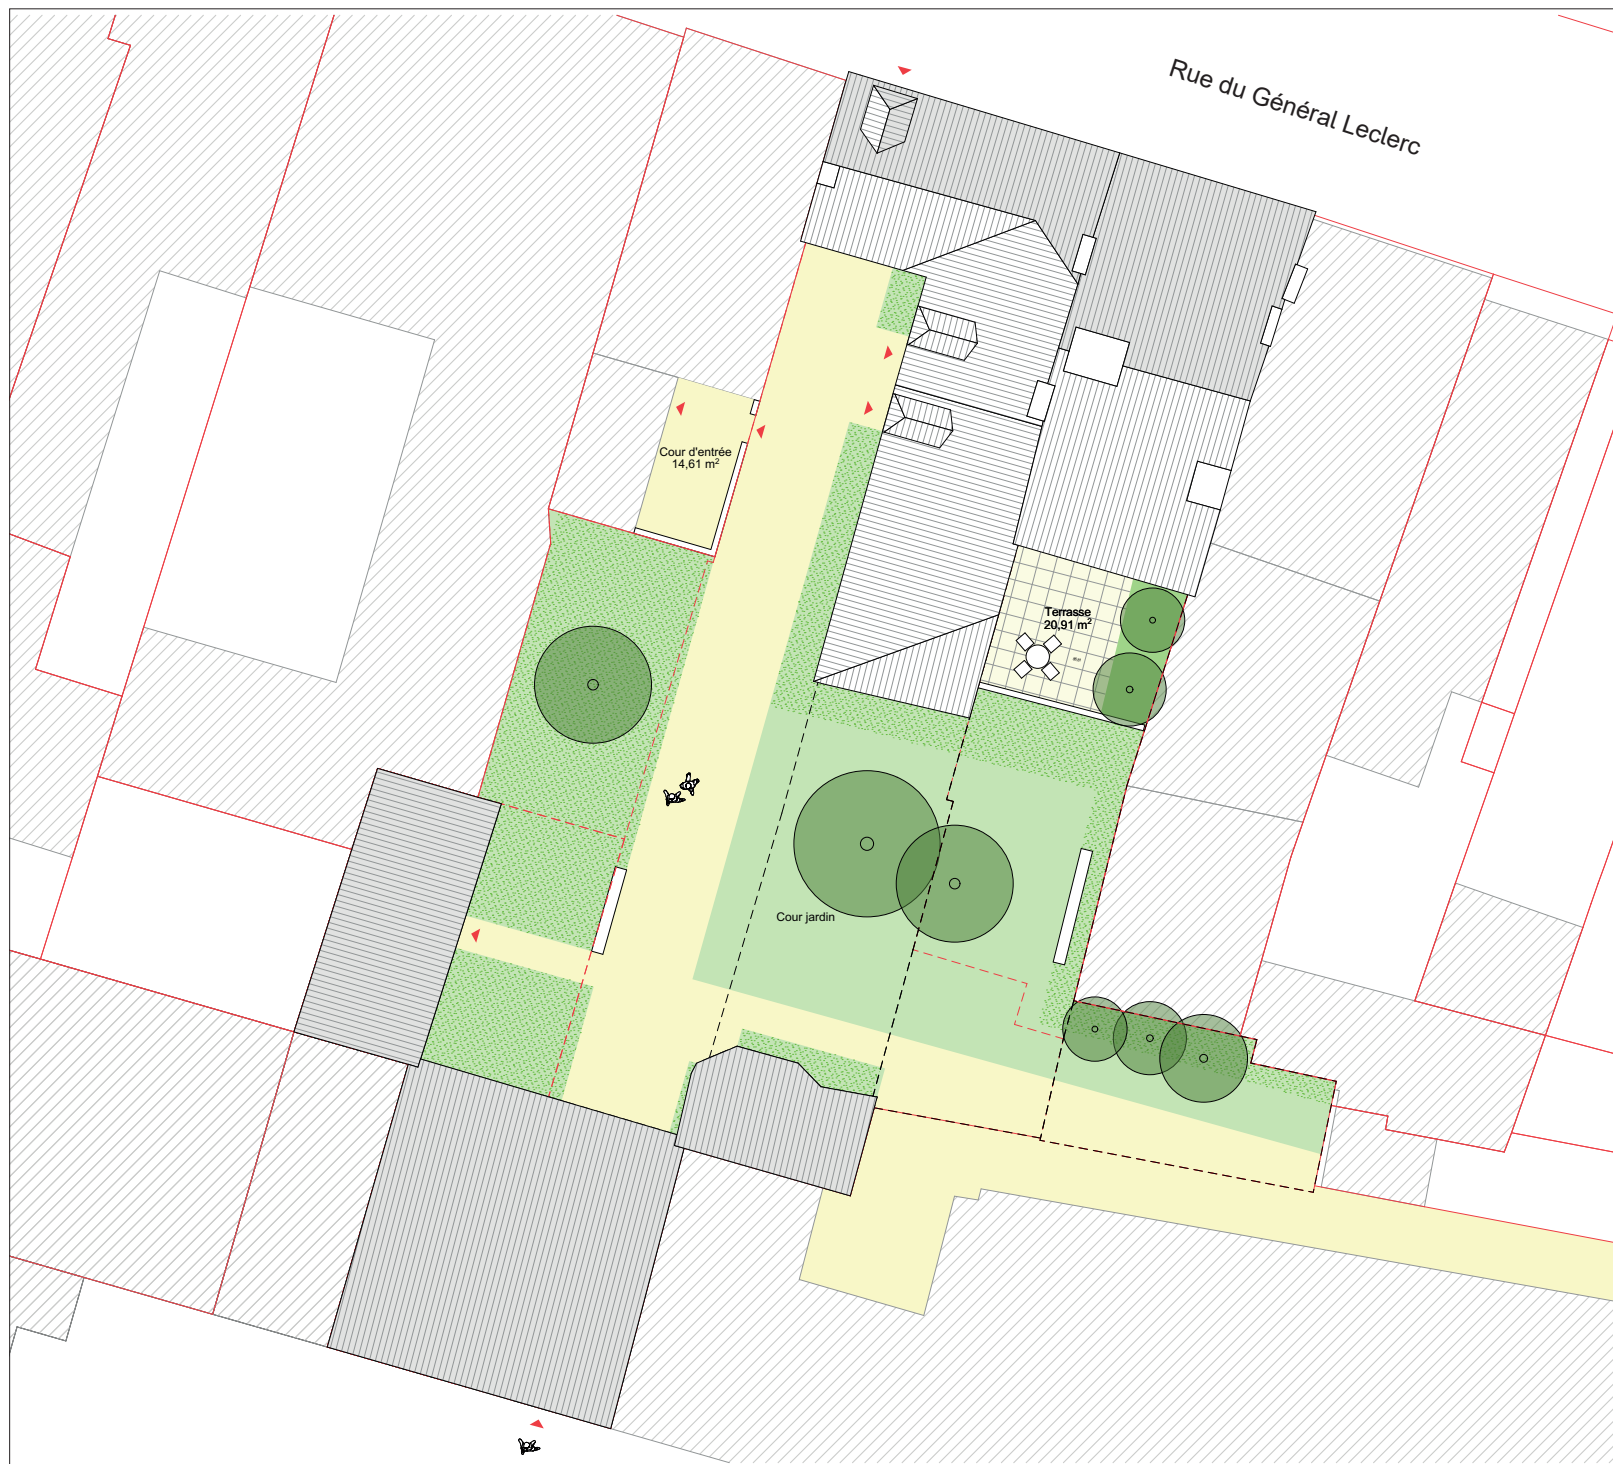 Rue du Général Leclerc
Cour d'entrée
14,61 m²
Terrasse
20,91 m²
Cour jardin